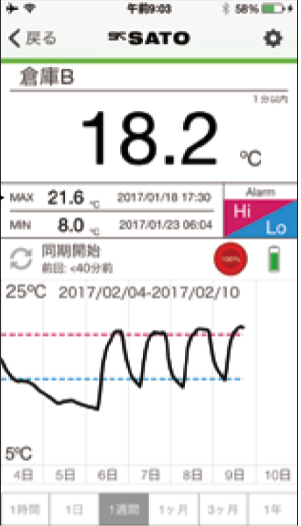 午前9:03 58%
戻る SK SATO
倉庫B
1分以内
18.2 ℃
MAX 21.6 ℃ 2017/01/18 17:30
MIN 8.0 ℃ 2017/01/23 06:04
Alarm
Hi
Lo
同期開始
前回: <40分前
100%
25℃ 2017/02/04-2017/02/10
5℃
4日 5日 6日 7日 8日 9日 10日
1時間 1日 1週間 1ヶ月 3ヶ月 1年